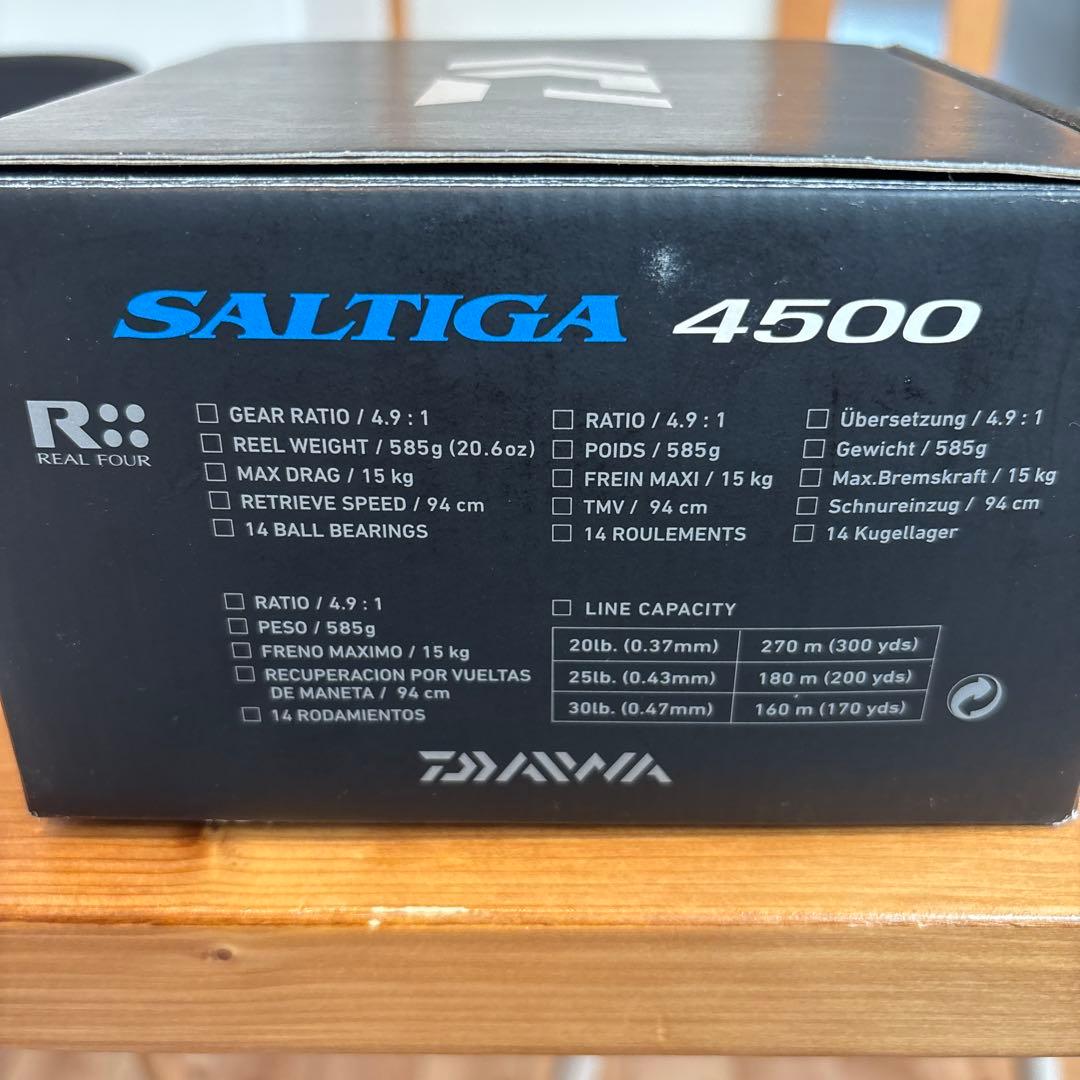 SALTIGA 4500
R
REAL FOUR
GEAR RATIO / 4.9 : 1
REEL WEIGHT / 585g (20.6oz)
MAX DRAG / 15 kg
RETRIEVE SPEED / 94 cm
14 BALL BEARINGS
RATIO / 4.9 : 1
POIDS / 585g
FREIN MAXI / 15 kg
TMV / 94 cm
14 ROULEMENTS
Übersetzung / 4.9 : 1
Gewicht / 585g
Max.Bremskraft / 15 kg
Schnureinzug / 94 cm
14 Kugellager
RATIO / 4.9 : 1
PESO / 585g
FRENO MAXIMO / 15 kg
RECUPERACION POR VUELTAS
DE MANETA / 94 cm
14 RODAMIENTOS
LINE CAPACITY
20lb. (0.37mm) 270 m (300 yds)
25lb. (0.43mm) 180 m (200 yds)
30lb. (0.47mm) 160 m (170 yds)
DAIWA